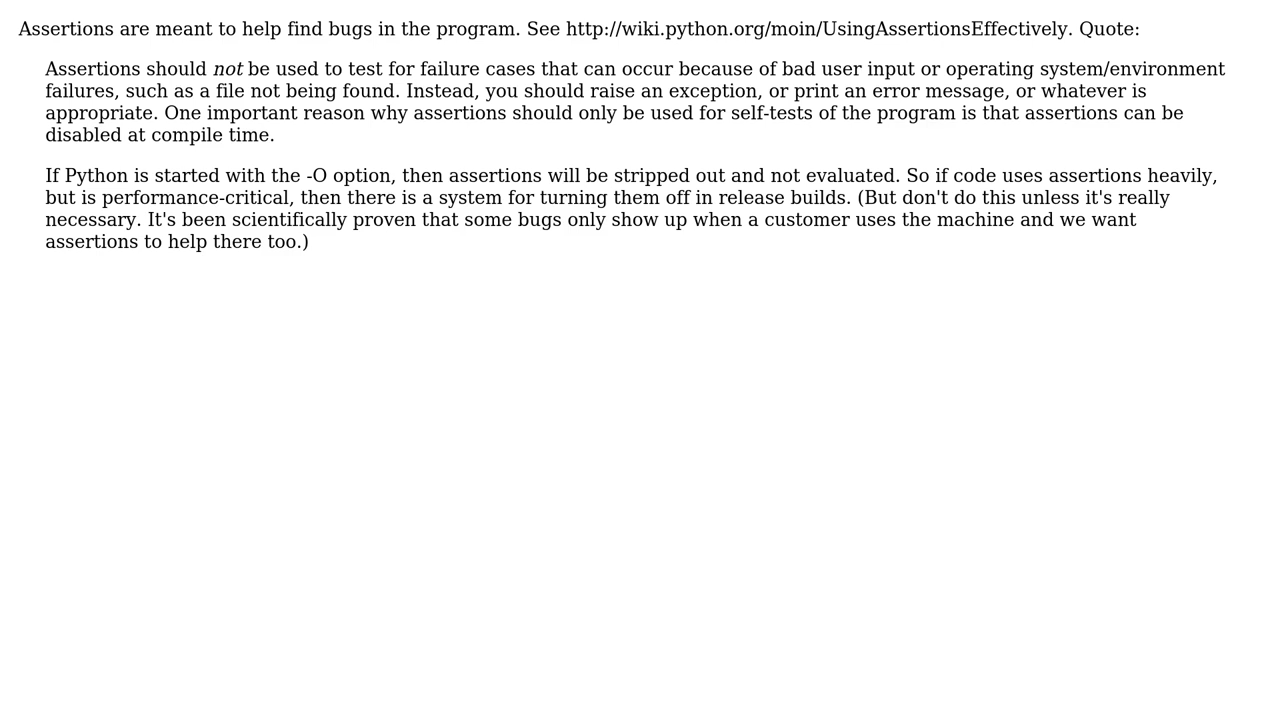 Assertions are meant to help find bugs in the program. See http://wiki.python.org/moin/UsingAssertionsEffectively. Quote:
Assertions should not be used to test for failure cases that can occur because of bad user input or operating system/environment
failures, such as a file not being found. Instead, you should raise an exception, or print an error message, or whatever is
appropriate. One important reason why assertions should only be used for self-tests of the program is that assertions can be
disabled at compile time.
If Python is started with the -O option, then assertions will be stripped out and not evaluated. So if code uses assertions heavily,
but is performance-critical, then there is a system for turning them off in release builds. (But don't do this unless it's really
necessary. It's been scientifically proven that some bugs only show up when a customer uses the machine and we want
assertions to help there too.)